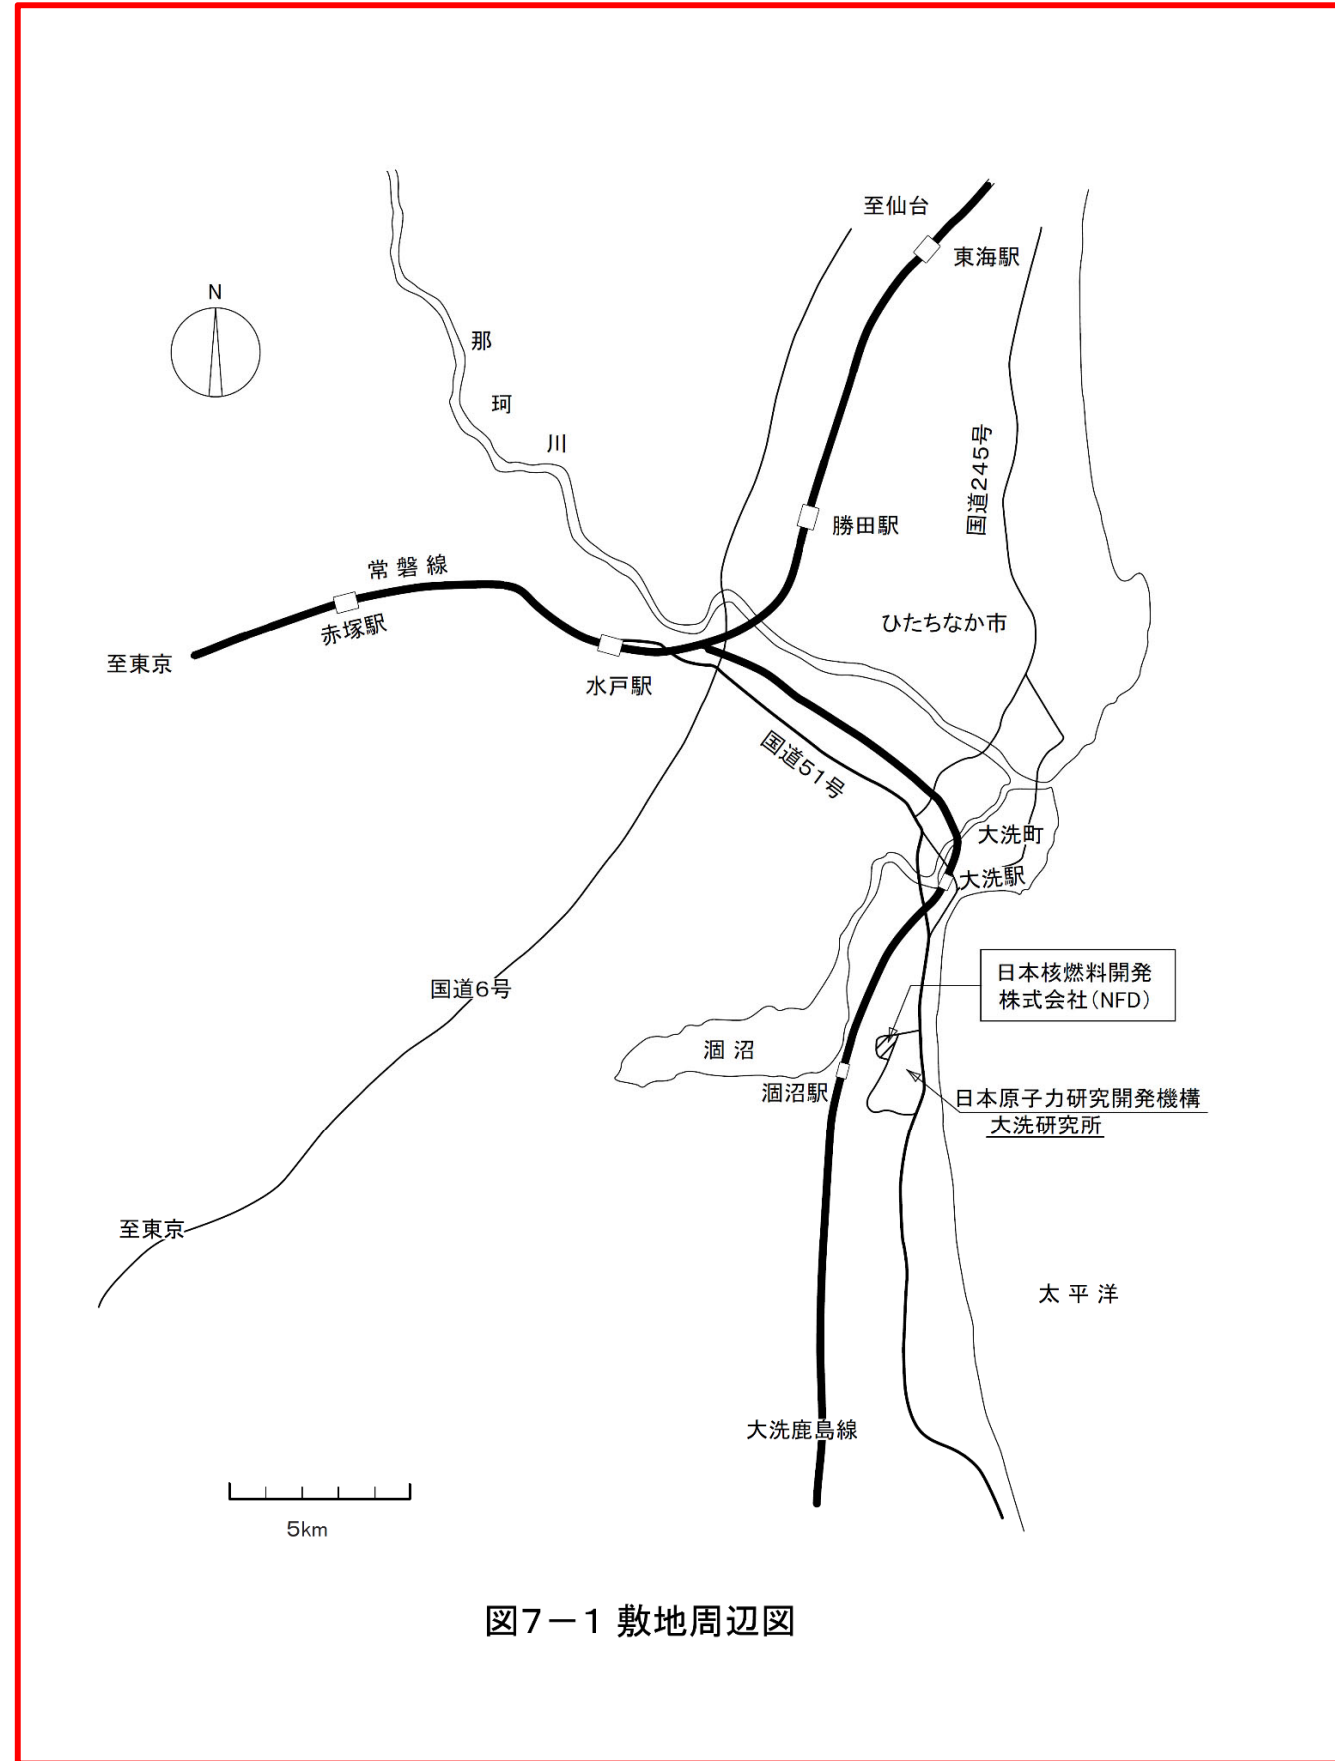 至仙台
東海駅
N
那
珂
川
国道245号
勝田駅
常磐線
赤塚駅
ひたちなか市
至東京
水戸駅
国道51号
大洗町
大洗駅
日本核燃料開発
株式会社(NFD)
国道6号
涸沼
涸沼駅
日本原子力研究開発機構
大洗研究所
至東京
太平洋
大洗鹿島線
5km
図7－1 敷地周辺図